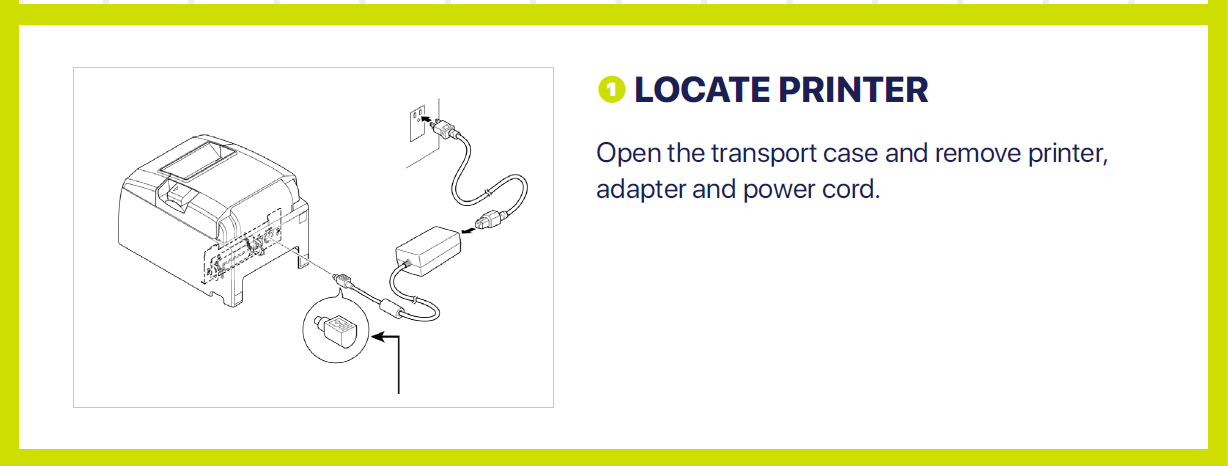 1 LOCATE PRINTER
Open the transport case and remove printer,
adapter and power cord.